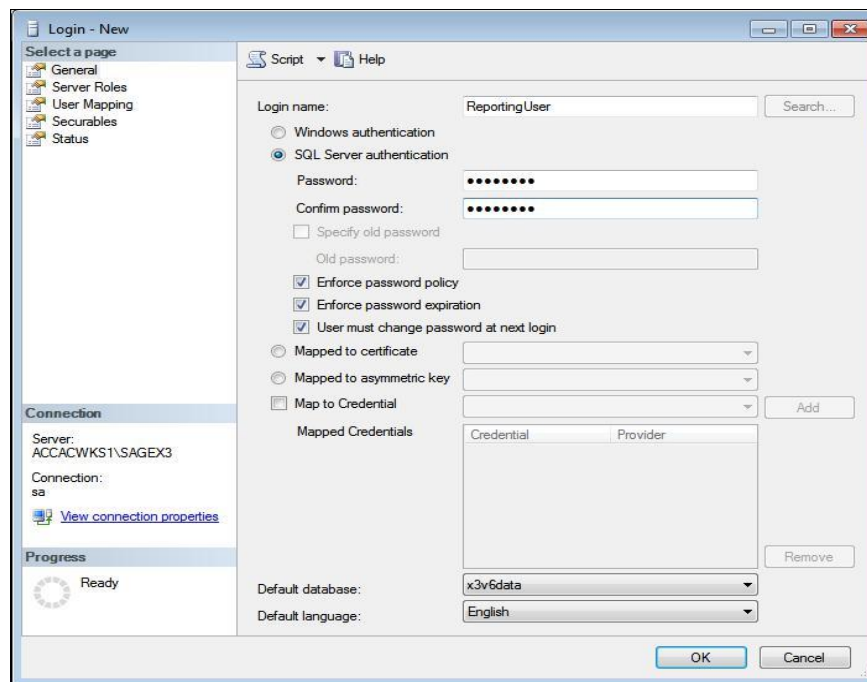 Login - New
Select a page
General
Server Roles
User Mapping
Securables
Status
Script Help
Login name: ReportingUser Search...
Windows authentication
SQL Server authentication
Password: ●●●●●●●●
Confirm password: ●●●●●●●●
Specify old password
Old password:
Enforce password policy
Enforce password expiration
User must change password at next login
Mapped to certificate
Mapped to asymmetric key
Map to Credential Add
Mapped Credentials Credential Provider
Remove
Default database: x3v6data
Default language: English
Connection
Server:
ACCACWKS1\SAGEX3
Connection:
sa
View connection properties
Progress
Ready
OK Cancel